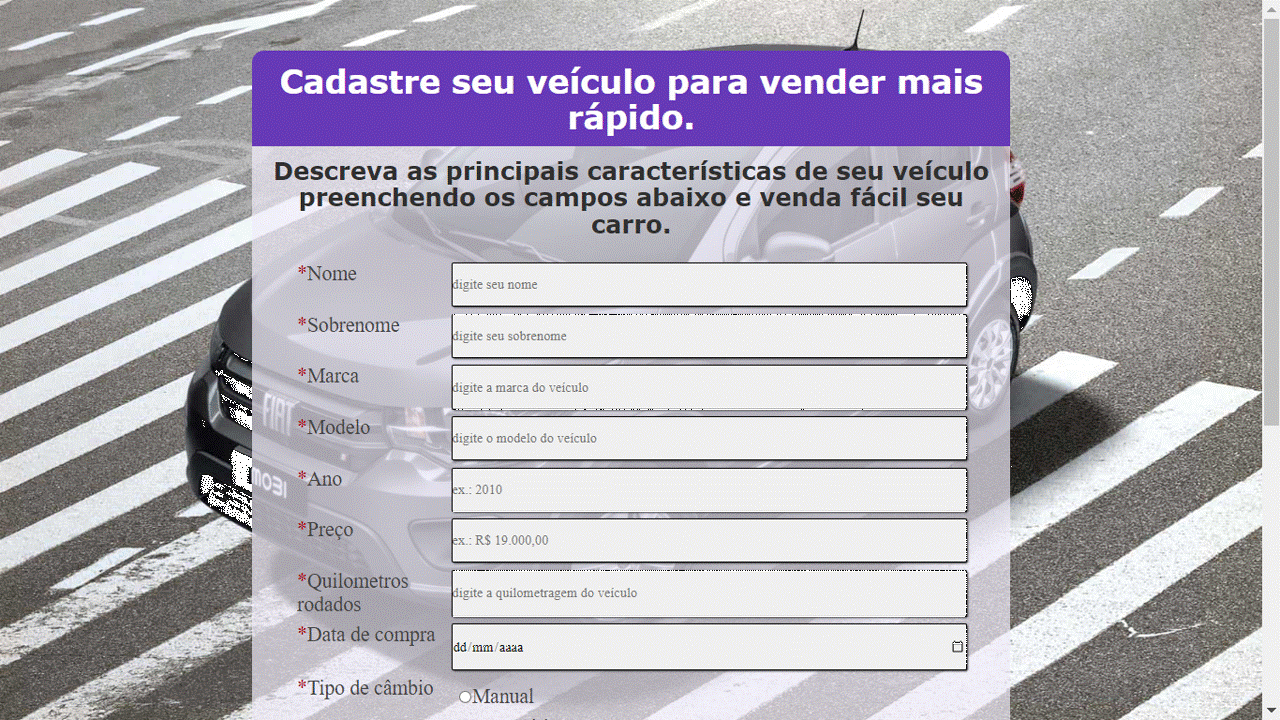 Cadastre seu veículo para vender mais
rápido.
Descreva as principais características de seu veículo
preenchendo os campos abaixo e venda fácil seu
carro.
*Nome
digite seu nome
*Sobrenome
digite seu sobrenome
*Marca
digite a marca do veículo
*Modelo
digite o modelo do veículo
*Ano
ex.: 2010
*Preço
ex.: R$ 19.000,00
*Quilometros
rodados
digite a quilometragem do veículo
*Data de compra
dd/mm/aaaa
*Tipo de câmbio
Manual
FIAT
MOBI